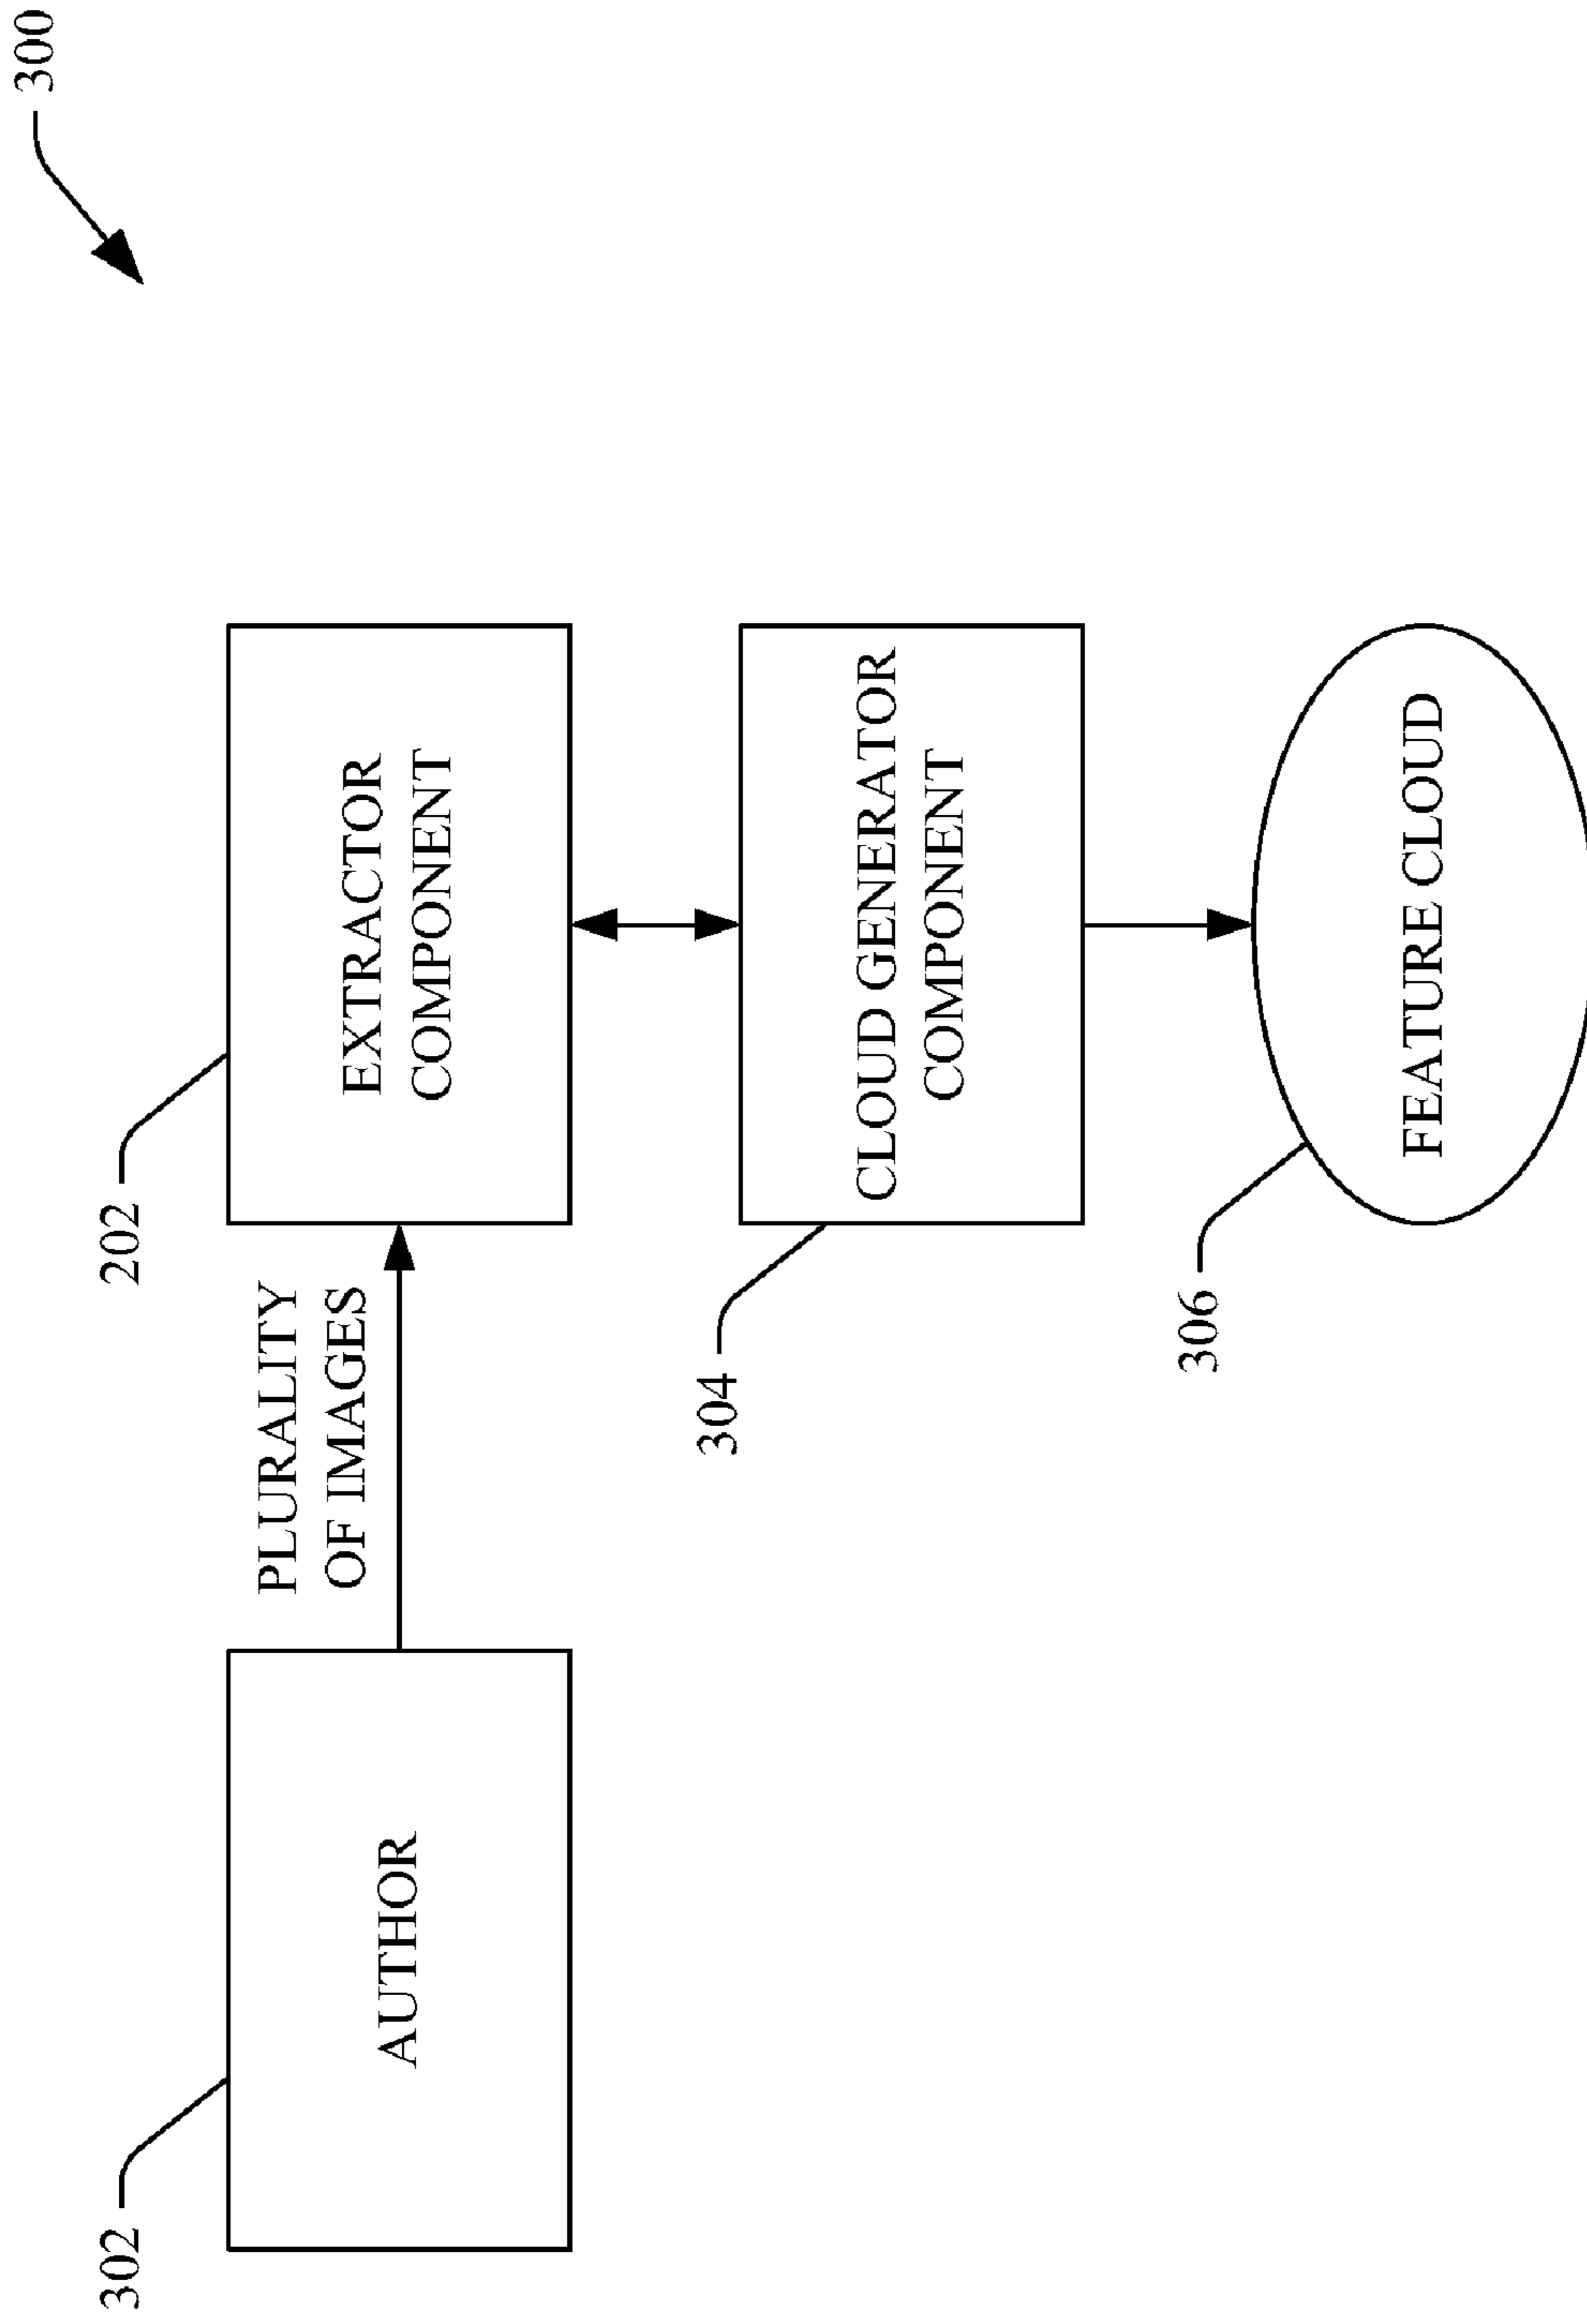 300
302
AUTHOR
PLURALITY
OF IMAGES
202
EXTRACTOR
COMPONENT
304
CLOUD GENERATOR
COMPONENT
306
FEATURE CLOUD